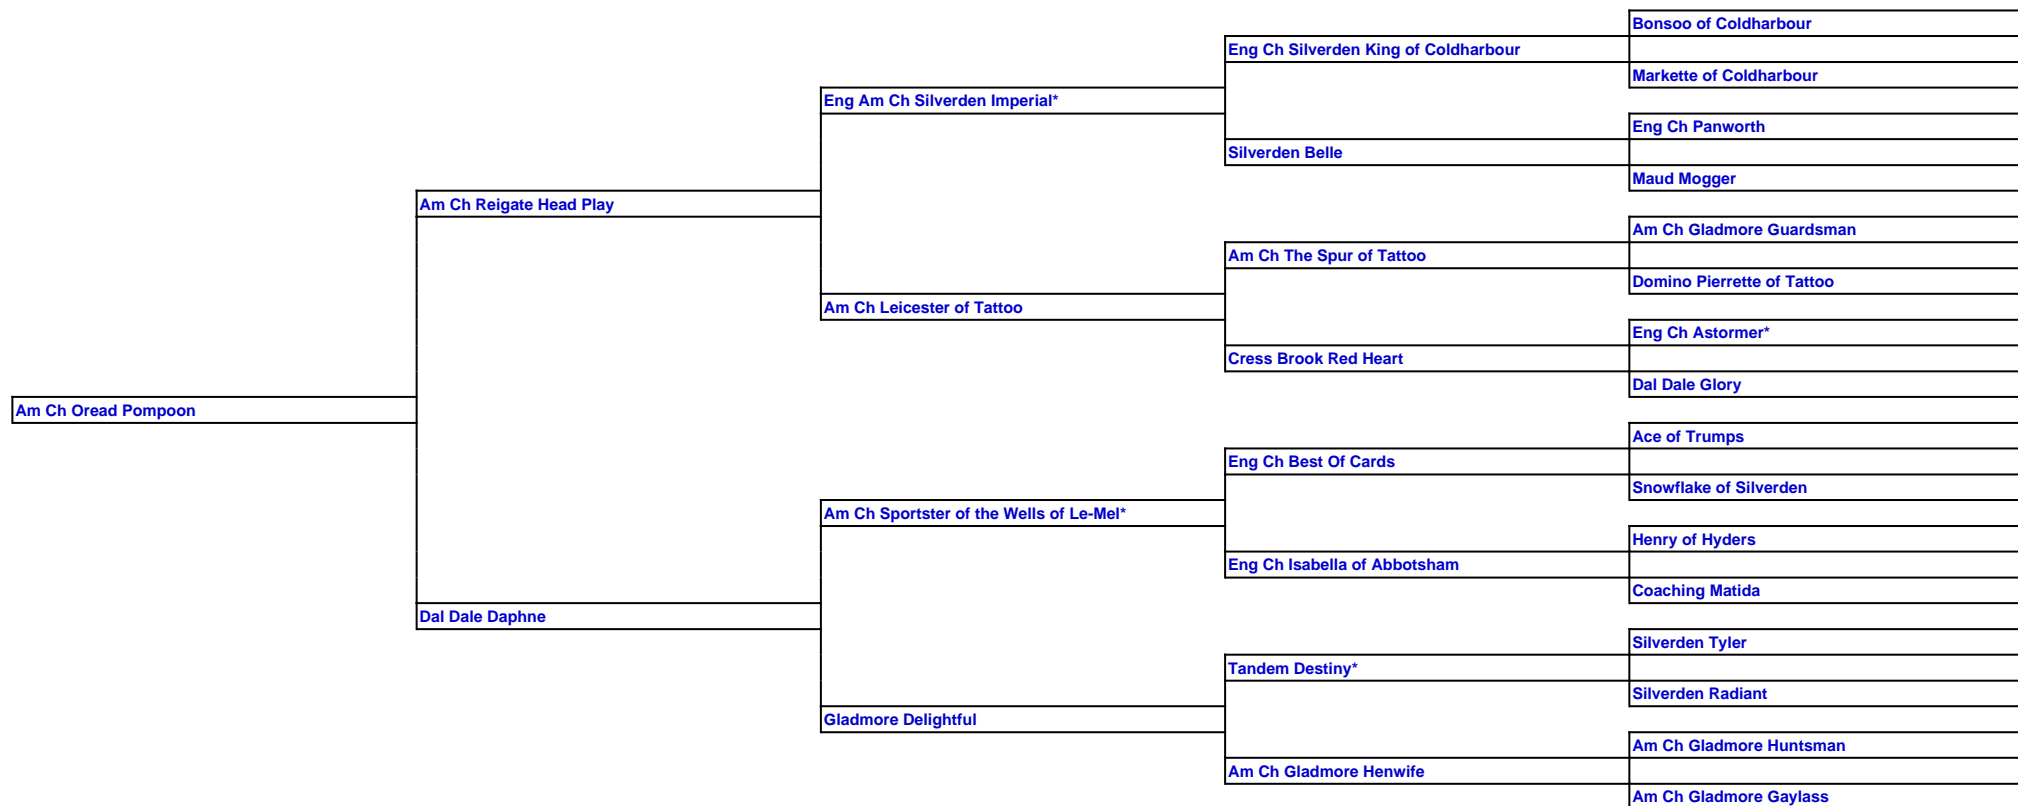 Bonsoo of Coldharbour
Eng Ch Silverden King of Coldharbour
Markette of Coldharbour
Eng Am Ch Silverden Imperial*
Eng Ch Panworth
Silverden Belle
Maud Mogger
Am Ch Reigate Head Play
Am Ch Gladmore Guardsman
Am Ch The Spur of Tattoo
Domino Pierrette of Tattoo
Am Ch Leicester of Tattoo
Eng Ch Astormer*
Cress Brook Red Heart
Dal Dale Glory
Am Ch Oread Pompoon
Ace of Trumps
Eng Ch Best Of Cards
Snowflake of Silverden
Am Ch Sportster of the Wells of Le-Mel*
Henry of Hyders
Eng Ch Isabella of Abbotsham
Coaching Matida
Dal Dale Daphne
Silverden Tyler
Tandem Destiny*
Silverden Radiant
Gladmore Delightful
Am Ch Gladmore Huntsman
Am Ch Gladmore Henwife
Am Ch Gladmore Gaylass